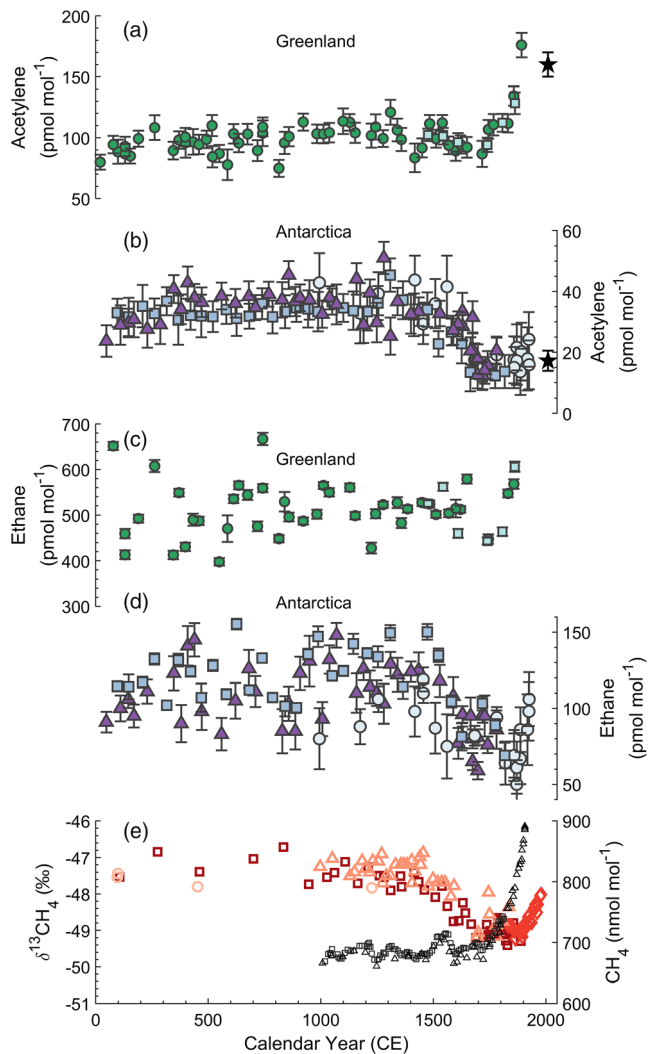 (a)
Greenland
200
150
100
50
Acetylene
(pmol mol⁻¹)
(b)
Antarctica
60
40
20
0
Acetylene
(pmol mol⁻¹)
(c)
Greenland
700
600
500
400
300
Ethane
(pmol mol⁻¹)
(d)
Antarctica
150
100
50
Ethane
(pmol mol⁻¹)
(e)
-46
-47
-48
-49
-50
-51
δ¹³CH₄ (‰)
900
800
700
600
CH₄ (nmol mol⁻¹)
0 500 1000 1500 2000
Calendar Year (CE)